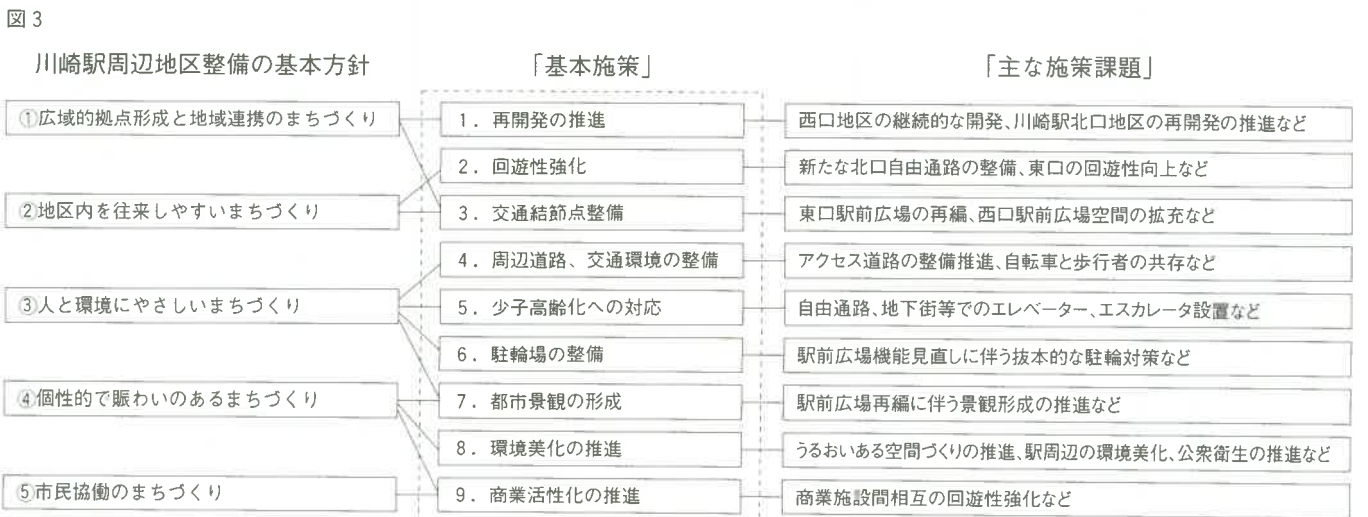 図3
川崎駅周辺地区整備の基本方針
「基本施策」
「主な施策課題」
①広域的拠点形成と地域連携のまちづくり
②地区内を往来しやすいまちづくり
③人と環境にやさしいまちづくり
④個性的で賑わいのあるまちづくり
⑤市民協働のまちづくり
1. 再開発の推進
2. 回遊性強化
3. 交通結節点整備
4. 周辺道路、交通環境の整備
5. 少子高齢化への対応
6. 駐輪場の整備
7. 都市景観の形成
8. 環境美化の推進
9. 商業活性化の推進
西口地区の継続的な開発、川崎駅北口地区の再開発の推進など
新たな北口自由通路の整備、東口の回遊性向上など
東口駅前広場の再編、西口駅前広場空間の拡充など
アクセス道路の整備推進、自転車と歩行者の共存など
自由通路、地下街等でのエレベーター、エスカレータ設置など
駅前広場機能見直しに伴う抜本的な駐輪対策など
駅前広場再編に伴う景観形成の推進など
うるおいある空間づくりの推進、駅周辺の環境美化、公衆衛生の推進など
商業施設間相互の回遊性強化など